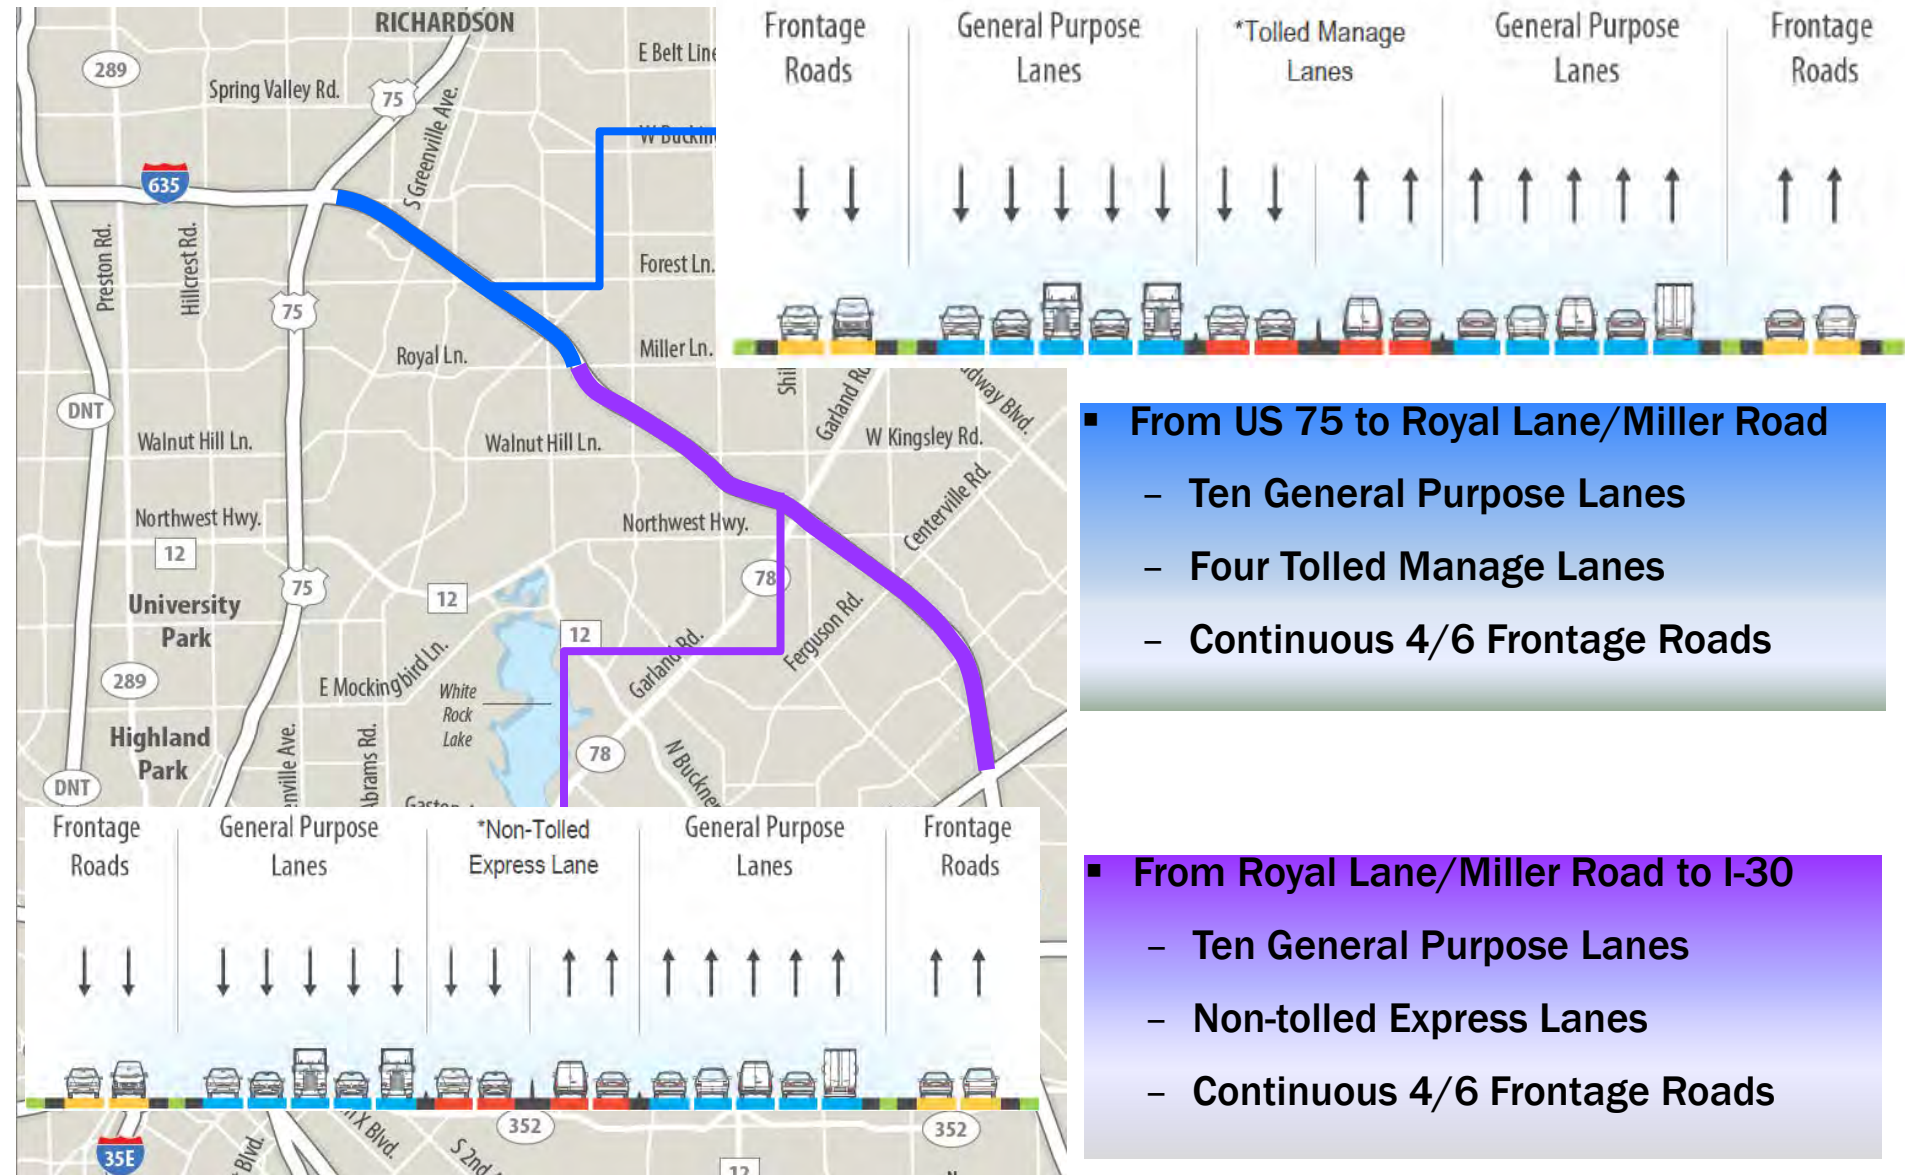 RICHARDSON
289
Spring Valley Rd.
75
S Greenville Ave.
E Belt Line
635
Preston Rd.
Hillcrest Rd.
Forest Ln.
75
Royal Ln.
Miller Ln.
DNT
Walnut Hill Ln.
Walnut Hill Ln.
Garland
W Kingsley Rd.
Blvd.
Centerville Rd.
Northwest Hwy.
Northwest Hwy.
12
75
12
78
University
Park
12
Ferguson Rd.
Garland Rd.
289
E Mockingbird Ln.
White
Rock
Lake
Highland
Park
78
DNT
Abrams Rd.
N Buckner
Frontage
Roads
General Purpose
Lanes
*Tolled Manage
Lanes
General Purpose
Lanes
Frontage
Roads
▪ From US 75 to Royal Lane/Miller Road
– Ten General Purpose Lanes
– Four Tolled Manage Lanes
– Continuous 4/6 Frontage Roads
Frontage
Roads
General Purpose
Lanes
*Non-Tolled
Express Lane
General Purpose
Lanes
Frontage
Roads
▪ From Royal Lane/Miller Road to I-30
– Ten General Purpose Lanes
– Non-tolled Express Lanes
– Continuous 4/6 Frontage Roads
35E
Blvd.
Blvd.
S 2nd
352
12
352